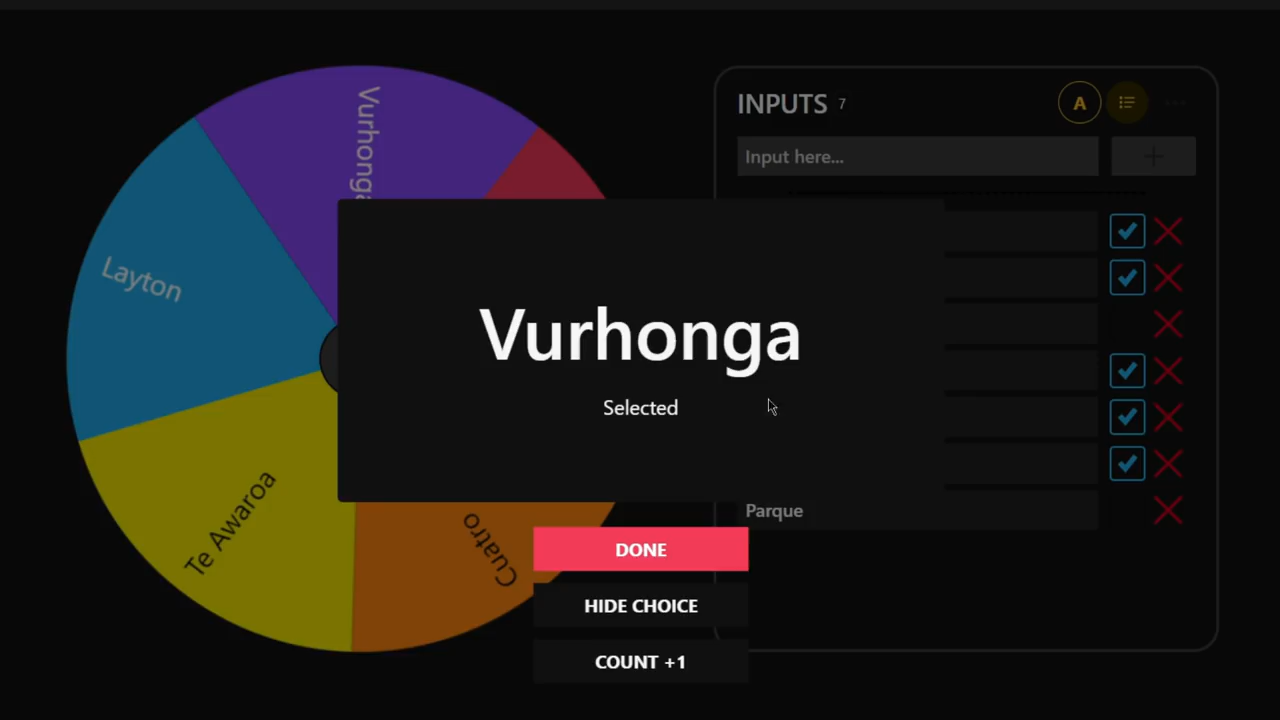 INPUTS 7
A
Input here...
Vurhonga
Layton
Te Awaroa
Cuatro
Vurhonga
Selected
Parque
DONE
HIDE CHOICE
COUNT +1